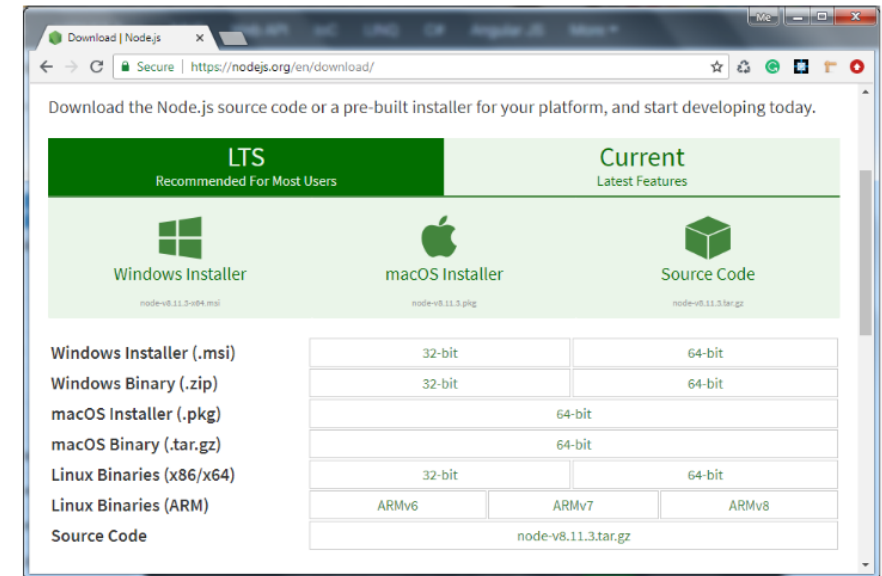 Me
Download | Node.js
Secure | https://nodejs.org/en/download/
Download the Node.js source code or a pre-built installer for your platform, and start developing today.
LTS
Recommended For Most Users
Current
Latest Features
Windows Installer
node-v8.11.3-x64.msi
macOS Installer
node-v8.11.3.pkg
Source Code
node-v8.11.3.tar.gz
Windows Installer (.msi) 32-bit 64-bit
Windows Binary (.zip) 32-bit 64-bit
macOS Installer (.pkg) 64-bit
macOS Binary (.tar.gz) 64-bit
Linux Binaries (x86/x64) 32-bit 64-bit
Linux Binaries (ARM) ARMv6 ARMv7 ARMv8
Source Code node-v8.11.3.tar.gz